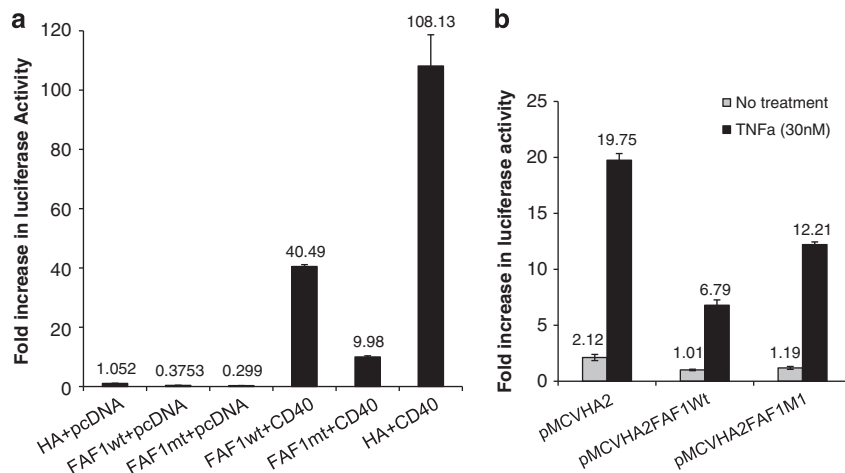 a
Fold increase in luciferase Activity
120
100
80
60
40
20
0
1.052
0.3753
0.299
40.49
9.98
108.13
HA+pcDNA
FAF1wt+pcDNA
FAF1mt+pcDNA
FAF1wt+CD40
FAF1mt+CD40
HA+CD40
b
Fold increase in luciferase activity
25
20
15
10
5
0
No treatment
TNFa (30nM)
2.12
19.75
1.01
6.79
1.19
12.21
pMCVHA2
pMCVHA2FAF1Wt
pMCVHA2FAF1M1